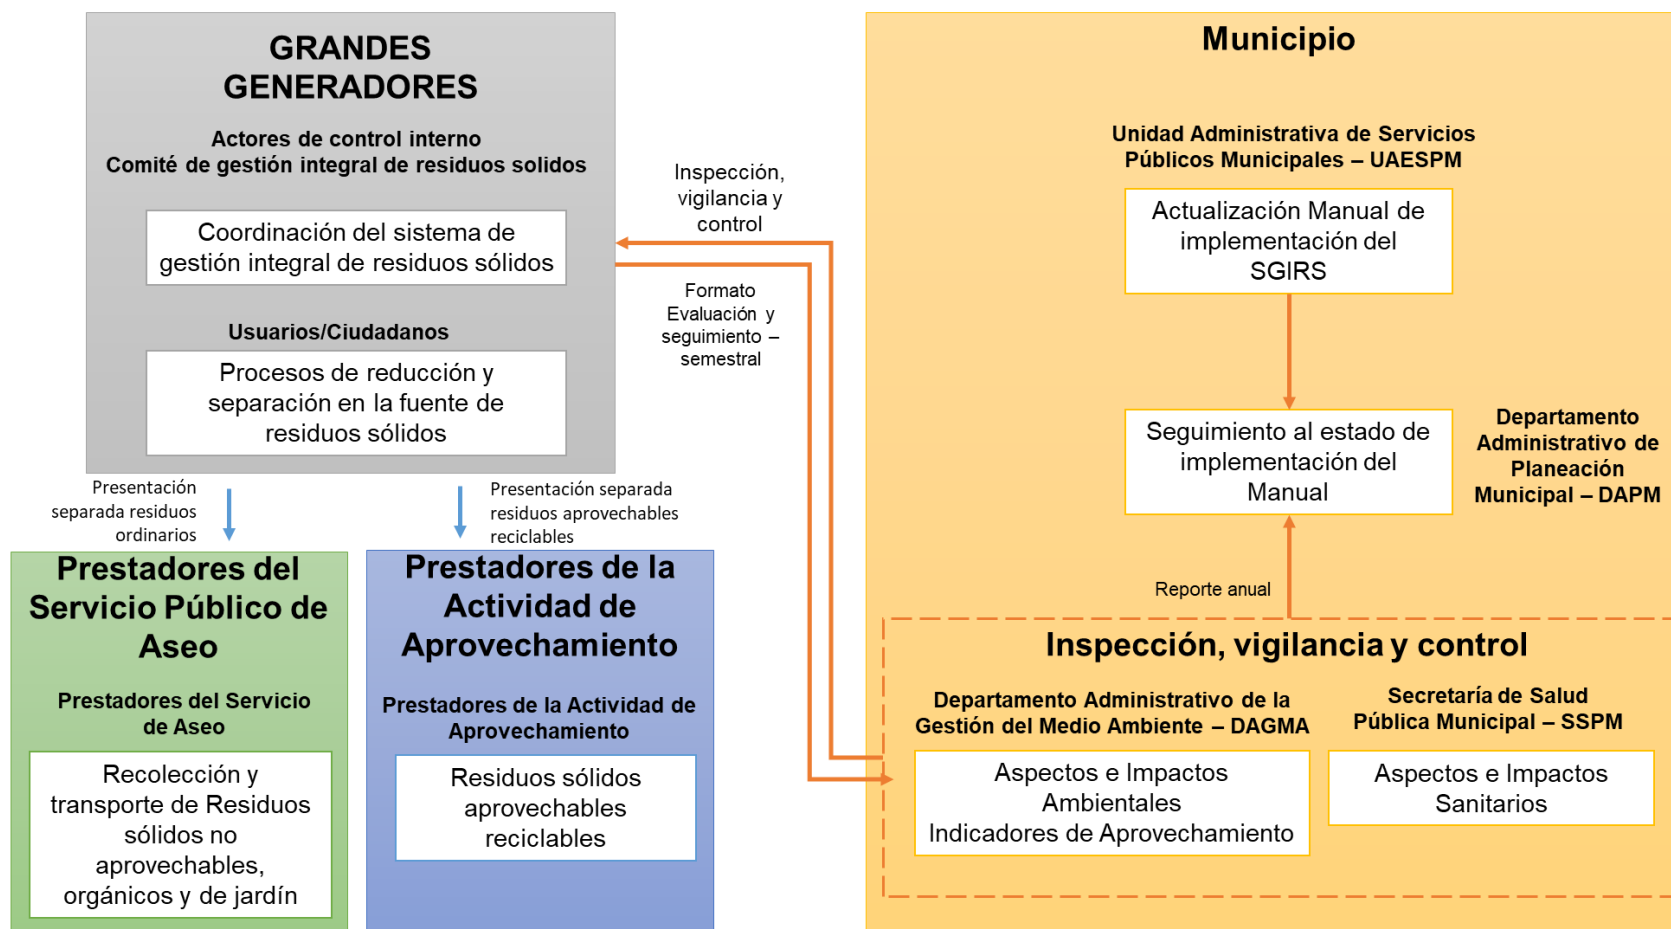 GRANDES
GENERADORES
Actores de control interno
Comité de gestión integral de residuos solidos
Coordinación del sistema de
gestión integral de residuos sólidos
Usuarios/Ciudadanos
Procesos de reducción y
separación en la fuente de
residuos sólidos
Inspección,
vigilancia y
control
Formato
Evaluación y
seguimiento –
semestral
Presentación
separada residuos
ordinarios
Presentación separada
residuos aprovechables
reciclables
Prestadores del
Servicio Público de
Aseo
Prestadores del Servicio
de Aseo
Recolección y
transporte de Residuos
sólidos no
aprovechables,
orgánicos y de jardín
Prestadores de la
Actividad de
Aprovechamiento
Prestadores de la Actividad de
Aprovechamiento
Residuos sólidos
aprovechables
reciclables
Municipio
Unidad Administrativa de Servicios
Públicos Municipales – UAESPM
Actualización Manual de
implementación del
SGIRS
Seguimiento al estado de
implementación del
Manual
Departamento
Administrativo de
Planeación
Municipal – DAPM
Reporte anual
Inspección, vigilancia y control
Departamento Administrativo de la
Gestión del Medio Ambiente – DAGMA
Aspectos e Impactos
Ambientales
Indicadores de Aprovechamiento
Secretaría de Salud
Pública Municipal – SSPM
Aspectos e Impactos
Sanitarios